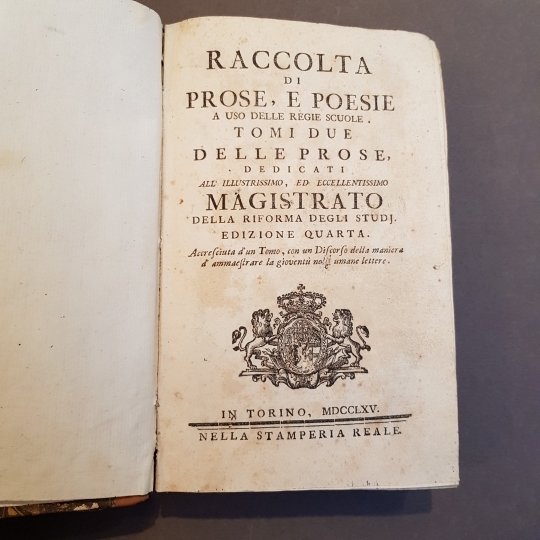 RACCOLTA
DI
PROSE, E POESIE
A USO DELLE REGIE SCUOLE.
TOMI DUE
DELLE PROSE,
DEDICATI
ALL' ILLUSTRISSIMO, ED ECCELLENTISSIMO
MAGISTRATO
DELLA RIFORMA DEGLI STUDJ.
EDIZIONE QUARTA.
Accresciuta d'un Tomo, con un Discorso della maniera
d'ammaestrare la gioventù nelle umane lettere.
IN TORINO, MDCCLXV.
NELLA STAMPERIA REALE.